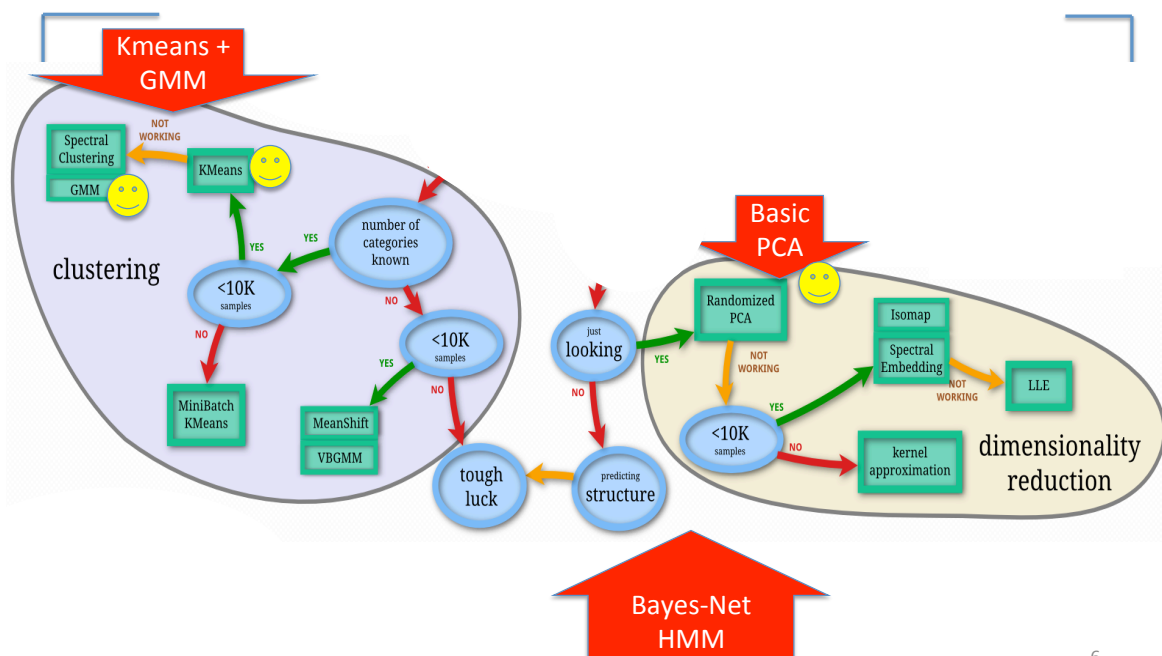 Kmeans +
GMM
NOT
WORKING
Spectral
Clustering
GMM
KMeans
number of
categories
known
YES
YES
clustering
<10K
samples
NO
NO
<10K
samples
YES
NO
MiniBatch
KMeans
MeanShift
VBGMM
tough
luck
Basic
PCA
Randomized
PCA
just
looking
YES
NO
NOT
WORKING
Isomap
Spectral
Embedding
NOT
WORKING
LLE
YES
<10K
samples
NO
kernel
approximation
dimensionality
reduction
predicting
structure
Bayes-Net
HMM